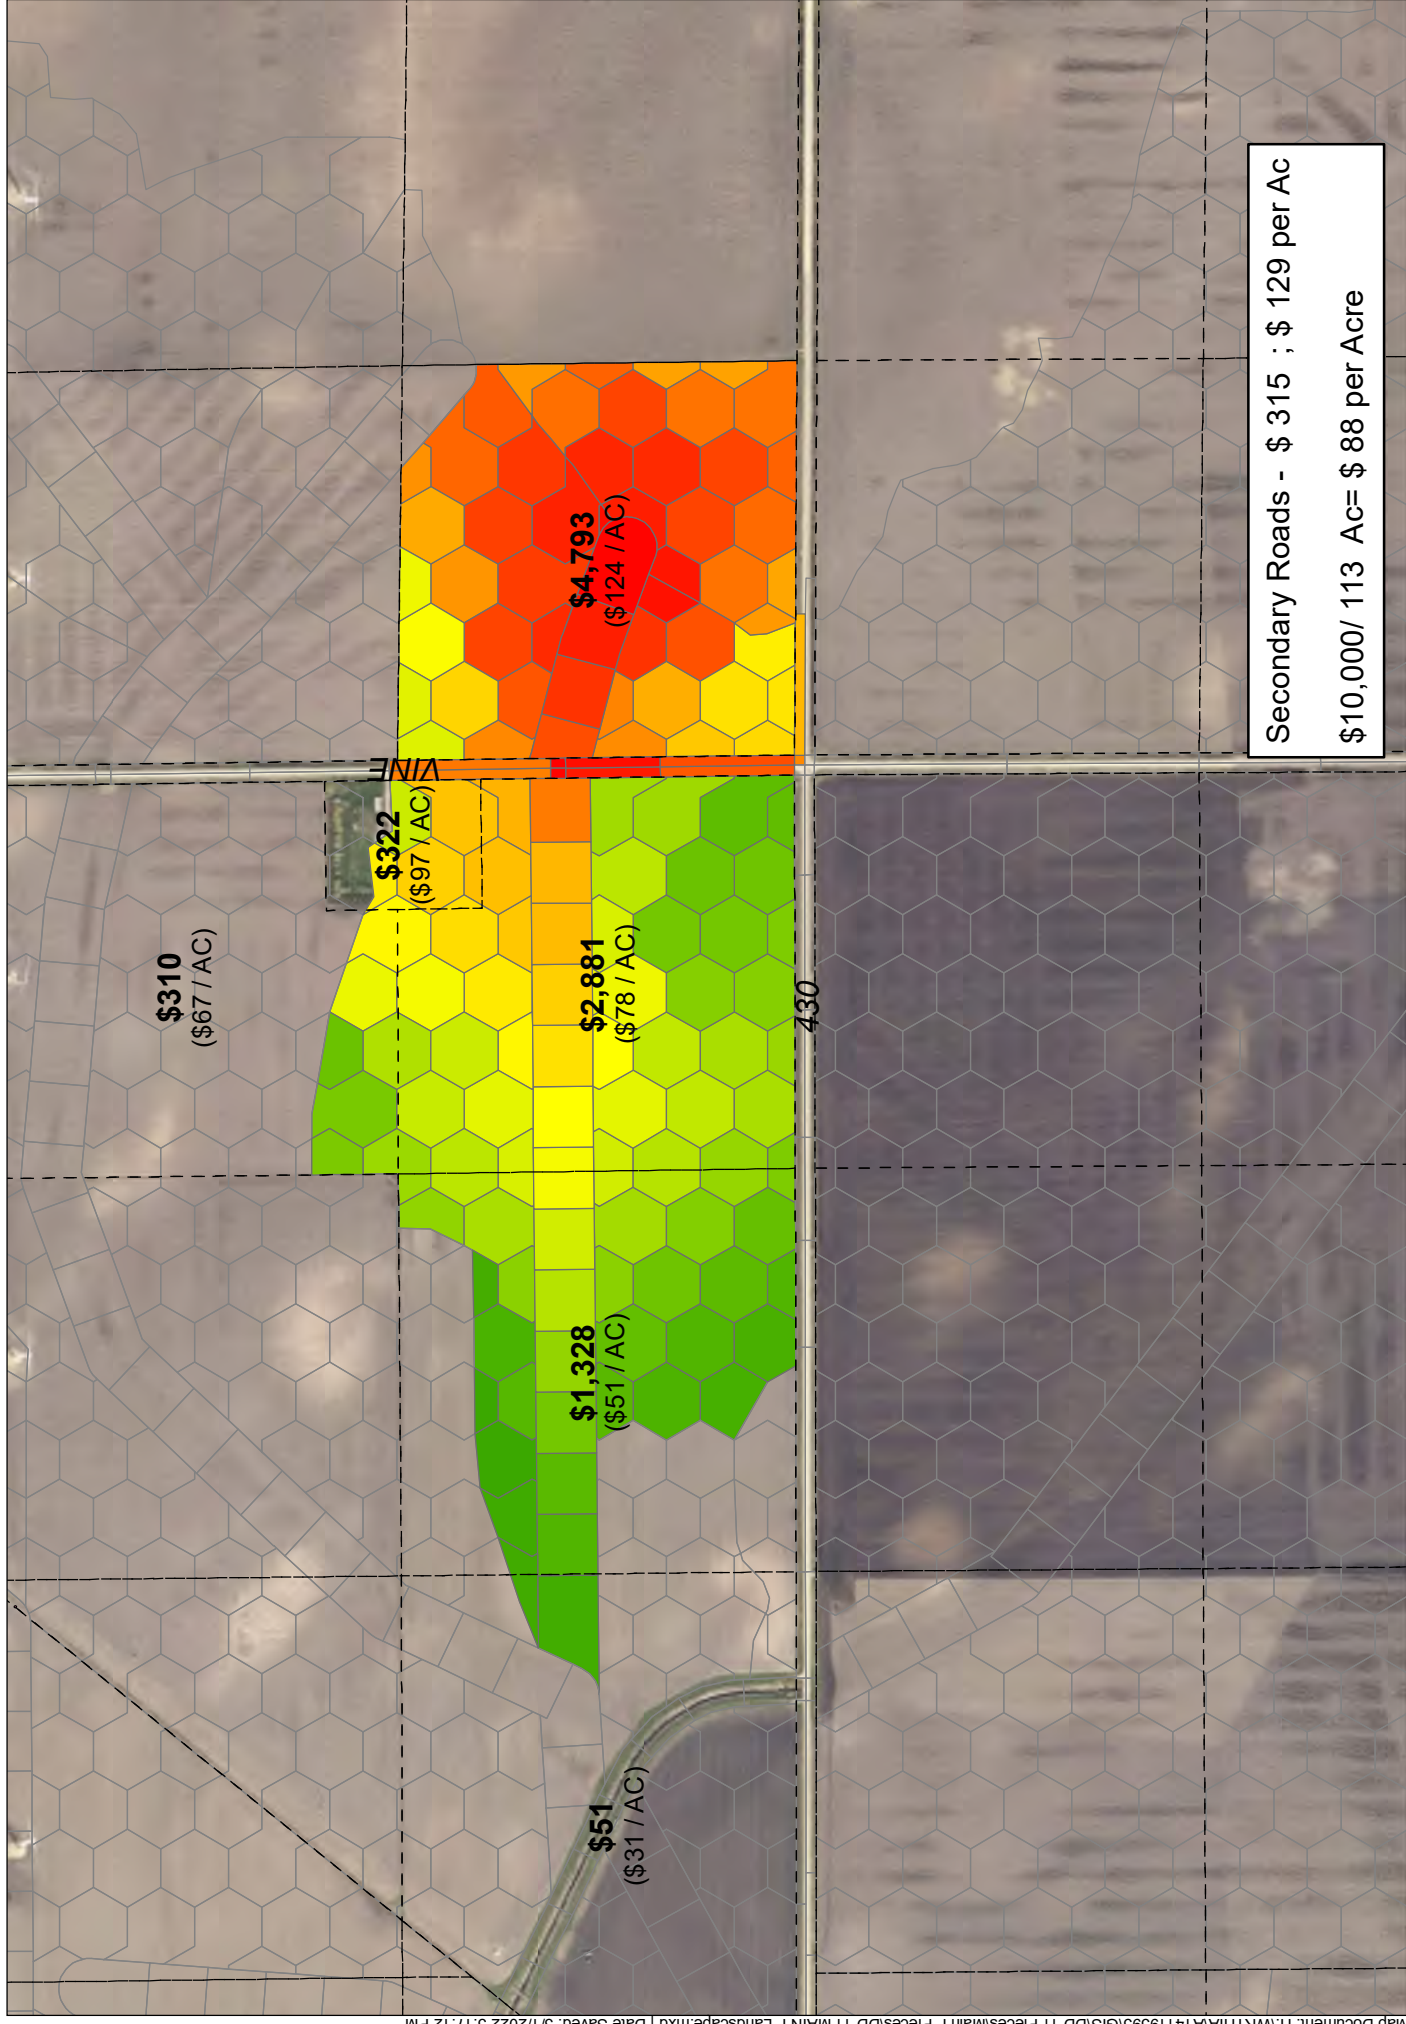 $310
($67 / AC)
$322
($97 / AC)
VINE
$4,793
($124 / AC)
$2,881
($78 / AC)
$1,328
($51 / AC)
$51
($31 / AC)
430
Secondary Roads - $ 315 ; $ 129 per Ac
$10,000/ 113 Ac= $ 88 per Acre